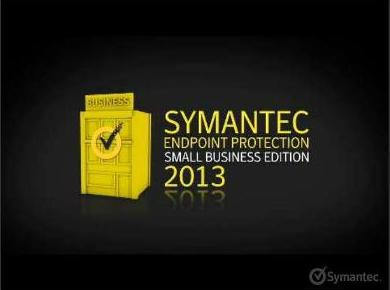 BUSINESS
SYMANTEC
ENDPOINT PROTECTION
SMALL BUSINESS EDITION
2013
Symantec.